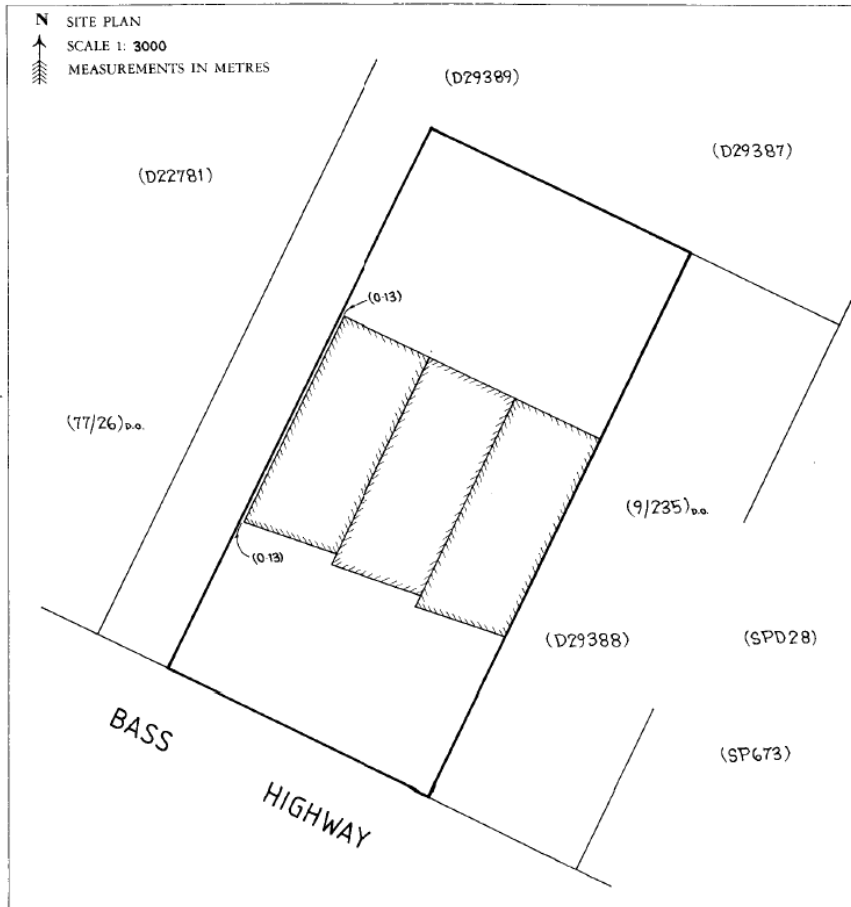 N SITE PLAN
SCALE 1: 3000
MEASUREMENTS IN METRES
(D29389)
(D29387)
(D22781)
(0·13)
(77/26)D.O.
(9/235)D.O.
(0·13)
(D29388)
(SPD28)
BASS
(SP673)
HIGHWAY